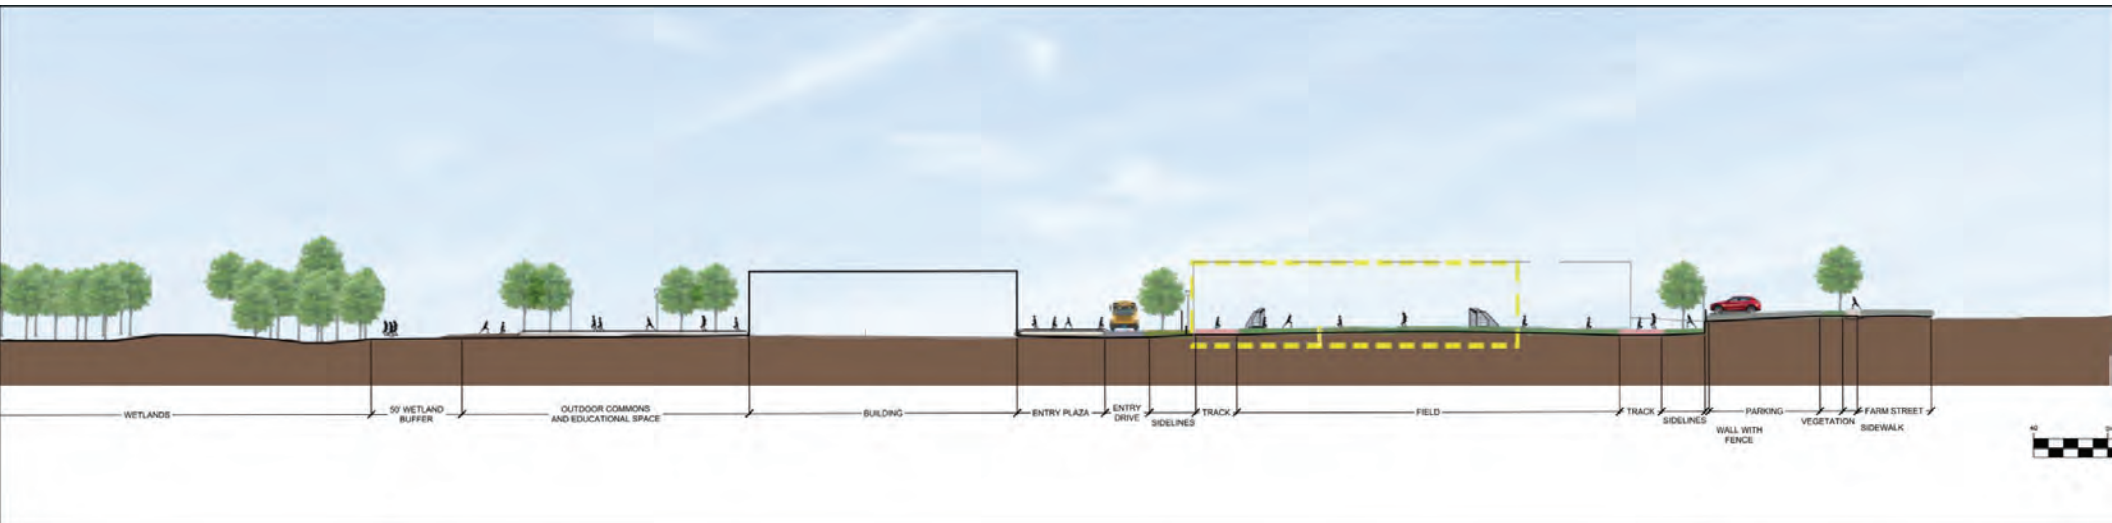 WETLANDS
50' WETLAND
BUFFER
OUTDOOR COMMONS
AND EDUCATIONAL SPACE
BUILDING
ENTRY PLAZA
ENTRY
DRIVE
SIDELINES
TRACK
FIELD
TRACK
SIDELINES
WALL WITH
FENCE
PARKING
VEGETATION
SIDEWALK
FARM STREET
40